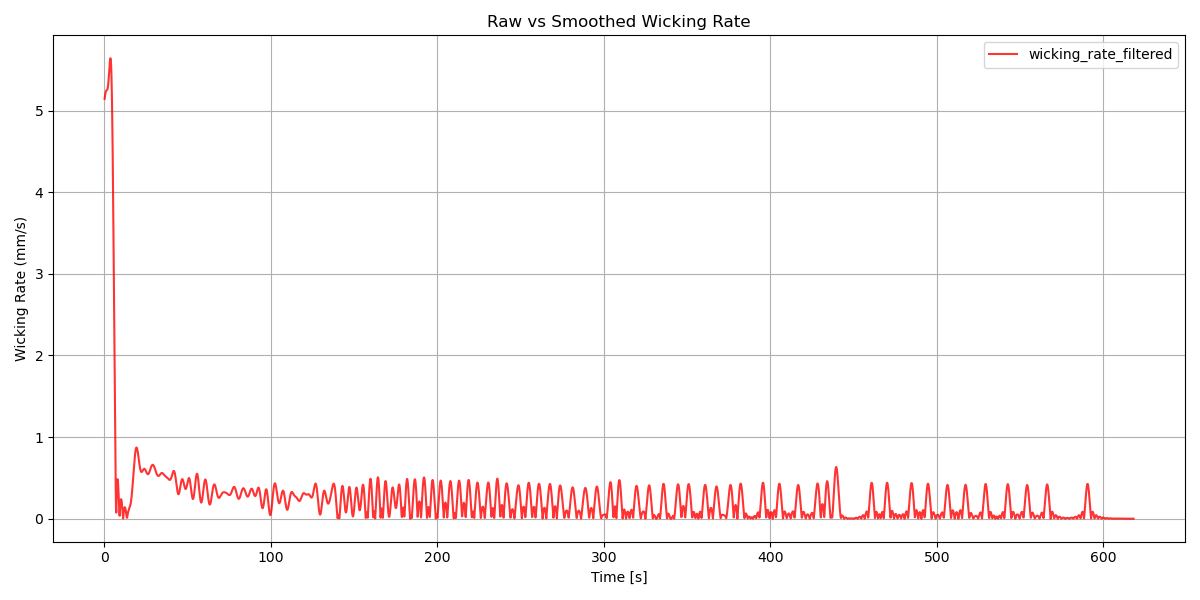 Raw vs Smoothed Wicking Rate
wicking_rate_filtered
Wicking Rate (mm/s)
5
4
3
2
1
0
0 100 200 300 400 500 600
Time [s]